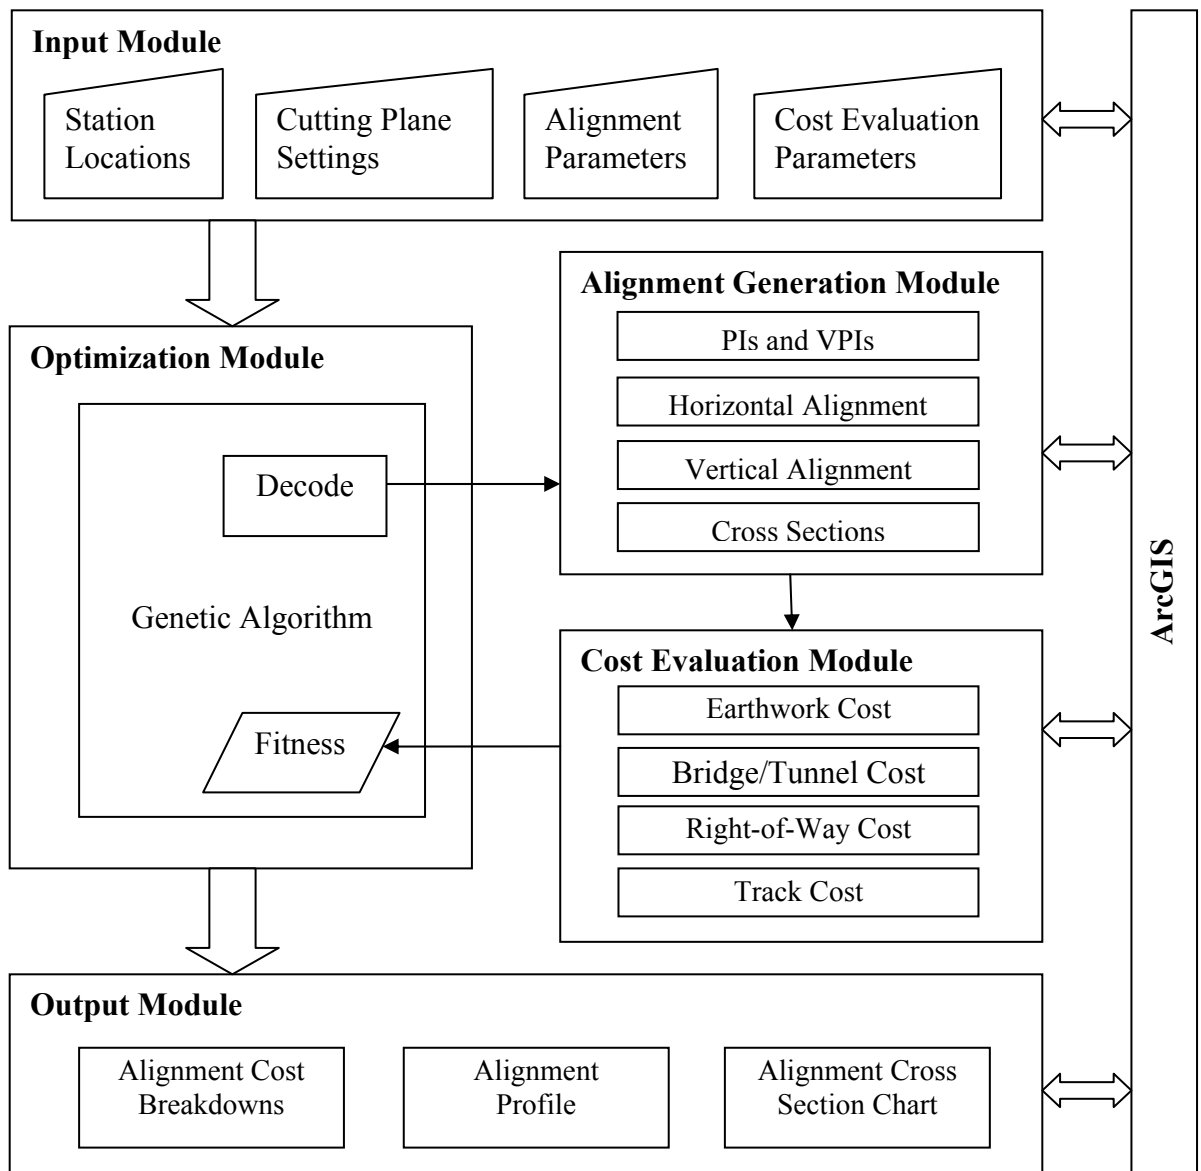 Input Module
Station
Locations
Cutting Plane
Settings
Alignment
Parameters
Cost Evaluation
Parameters
Alignment Generation Module
PIs and VPIs
Horizontal Alignment
Vertical Alignment
Cross Sections
Optimization Module
Decode
Genetic Algorithm
Fitness
Cost Evaluation Module
Earthwork Cost
Bridge/Tunnel Cost
Right-of-Way Cost
Track Cost
Output Module
Alignment Cost
Breakdowns
Alignment
Profile
Alignment Cross
Section Chart
ArcGIS